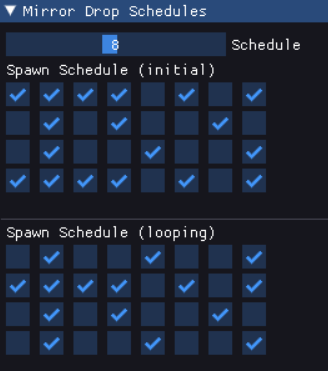 Mirror Drop Schedules
8 Schedule
Spawn Schedule (initial)
Spawn Schedule (looping)